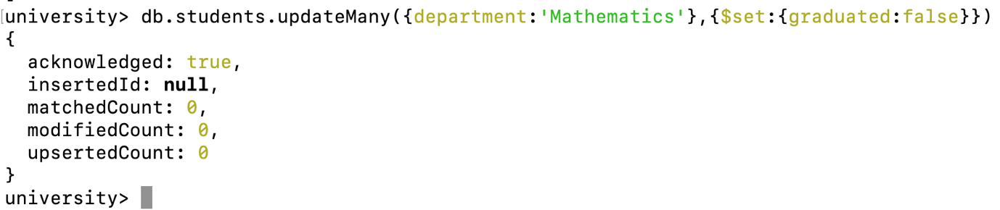 university> db.students.updateMany({department:'Mathematics'},{$set:{graduated:false}})
{
  acknowledged: true,
  insertedId: null,
  matchedCount: 0,
  modifiedCount: 0,
  upsertedCount: 0
}
university>